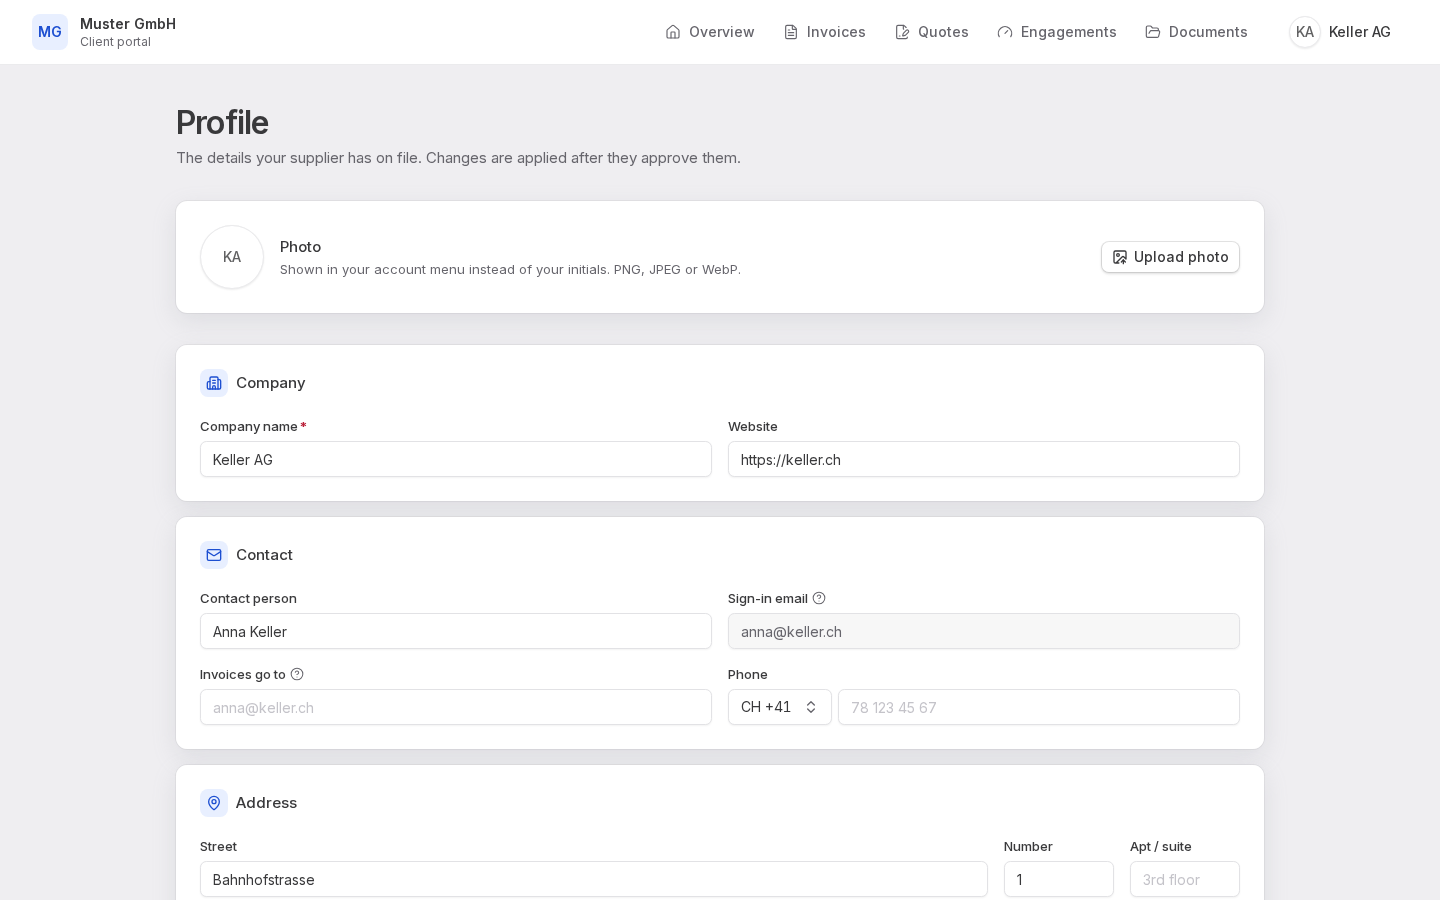 MG
Muster GmbH
Client portal
Overview
Invoices
Quotes
Engagements
Documents
KA
Keller AG
Profile
The details your supplier has on file. Changes are applied after they approve them.
KA
Photo
Shown in your account menu instead of your initials. PNG, JPEG or WebP.
Upload photo
Company
Company name*
Website
Keller AG
https://keller.ch
Contact
Contact person
Sign-in email
Anna Keller
anna@keller.ch
Invoices go to
Phone
anna@keller.ch
CH +41
78 123 45 67
Address
Street
Number
Apt / suite
Bahnhofstrasse
1
3rd floor